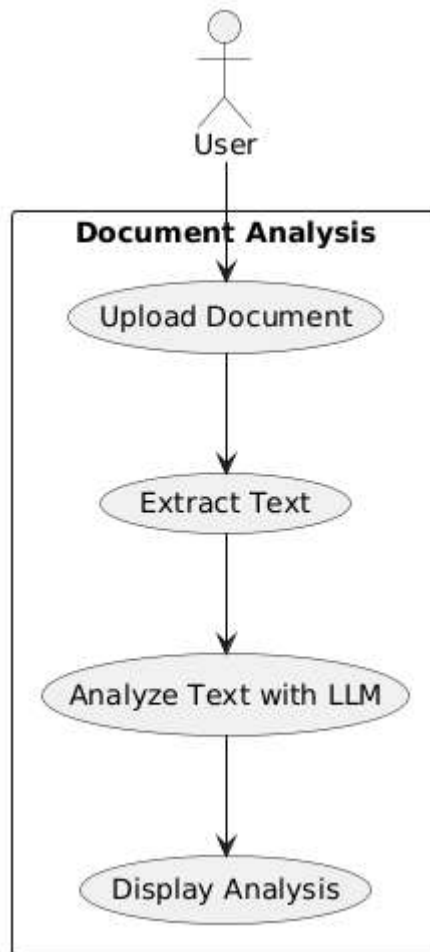 User
Document Analysis
Upload Document
Extract Text
Analyze Text with LLM
Display Analysis